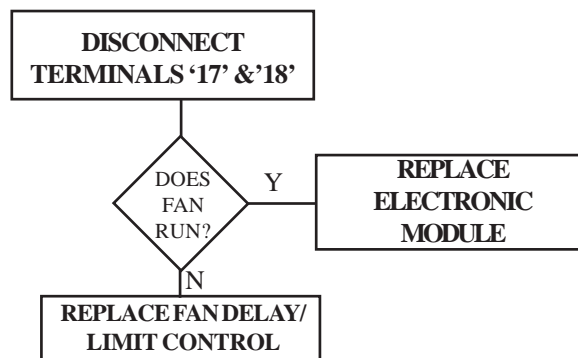 DISCONNECT
TERMINALS ‘17’ &’18’
DOES
FAN
RUN?
Y
REPLACE
ELECTRONIC
MODULE
N
REPLACE FAN DELAY/
LIMIT CONTROL